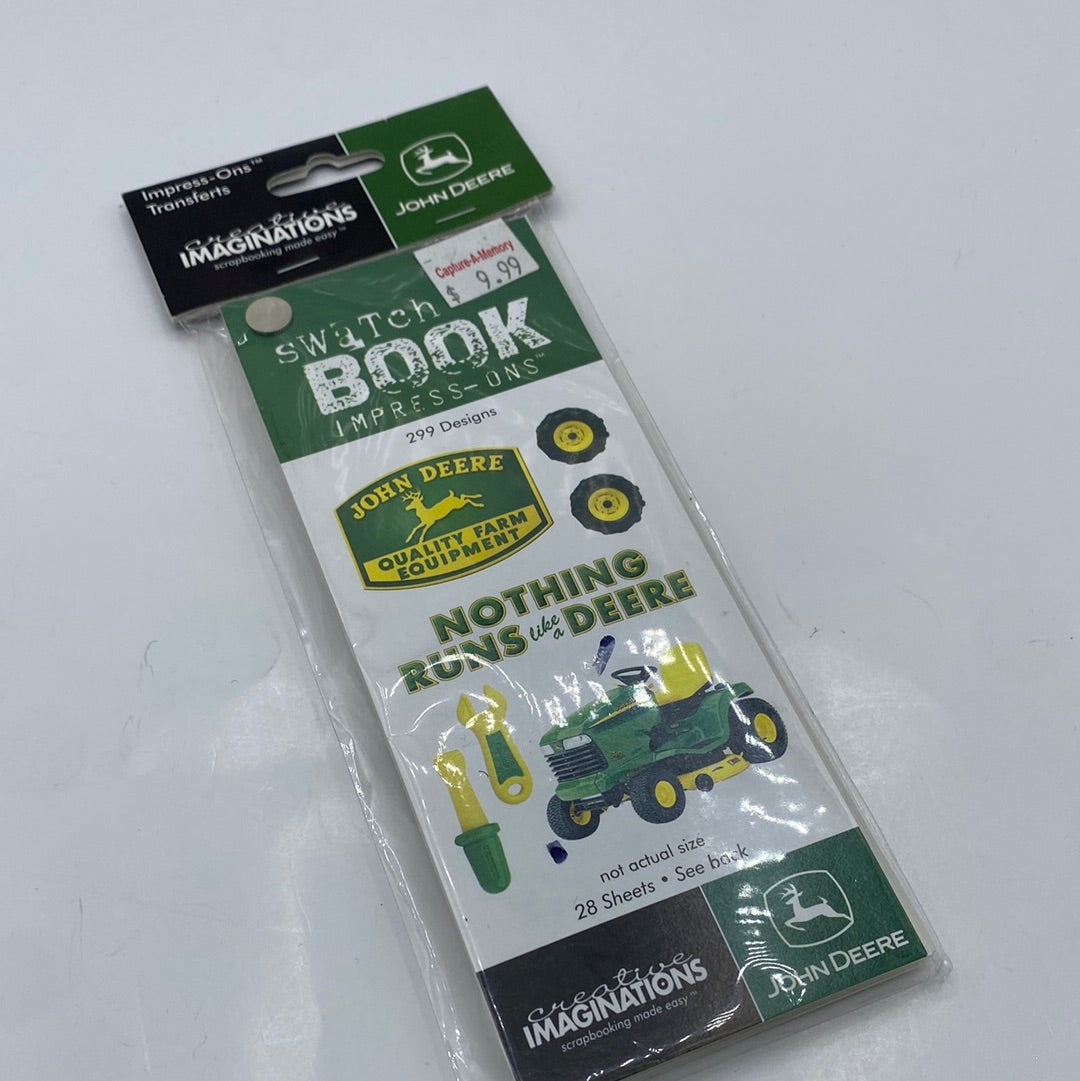 Impress-Ons™
Transferts
creative
IMAGINATIONS
scrapbooking made easy™
JOHN DEERE
Capture-A-Memory
$ 9.99
swaTch
BOOK
IMPRESS-ONS™
299 Designs
JOHN DEERE
QUALITY FARM
EQUIPMENT
NOTHING
RUNS like a DEERE
not actual size
28 Sheets • See back
creative
IMAGINATIONS
scrapbooking made easy™
JOHN DEERE